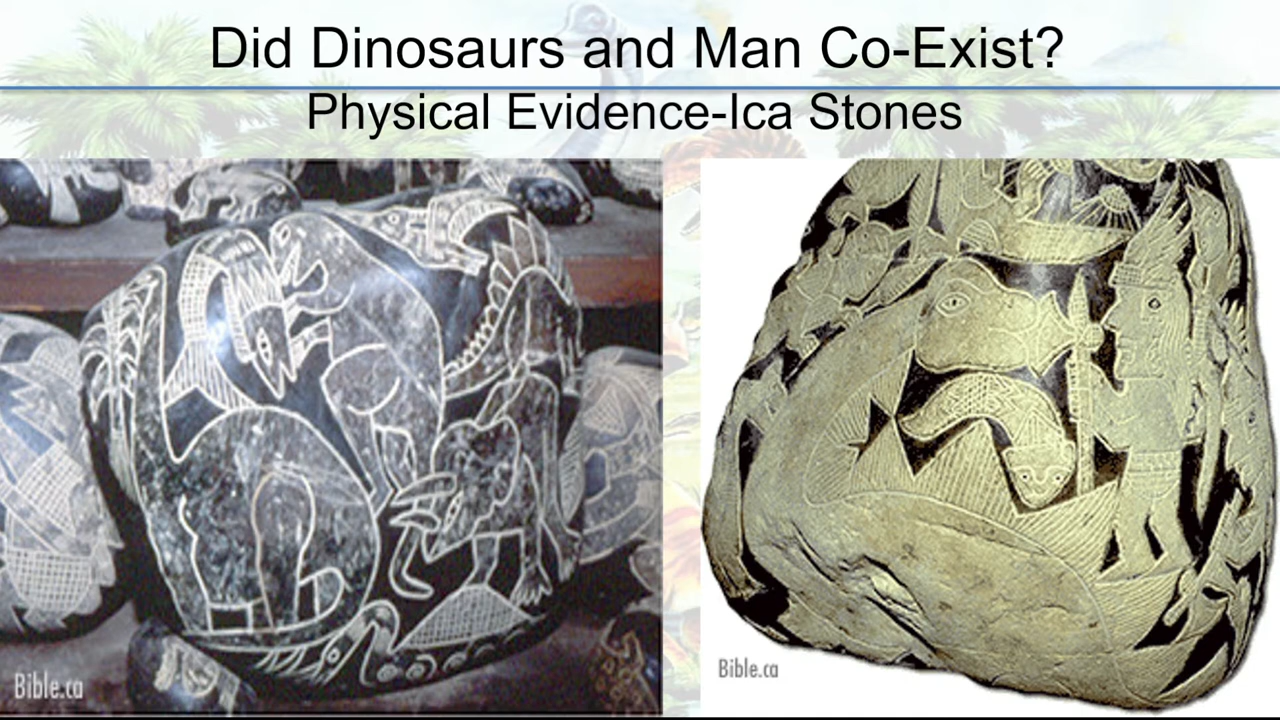 Did Dinosaurs and Man Co-Exist?
Physical Evidence-Ica Stones
Bible.ca
Bible.ca